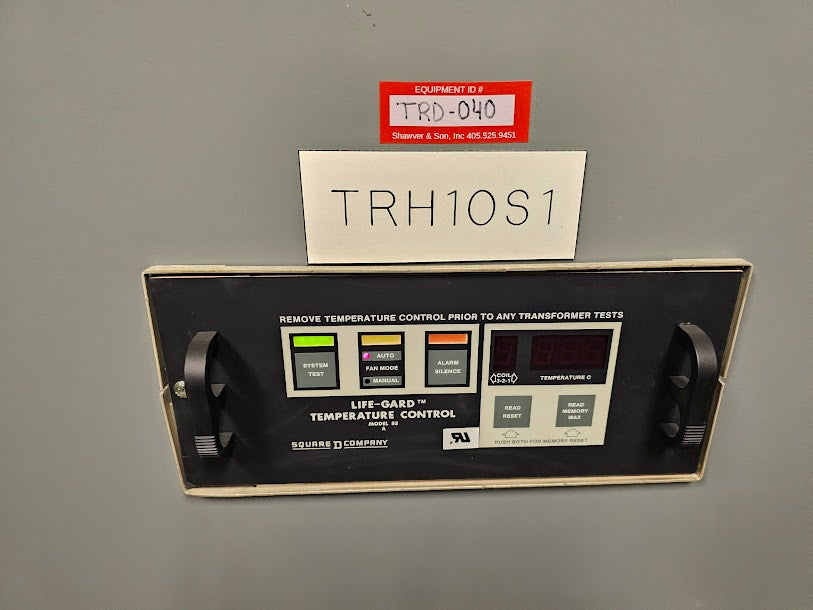 EQUIPMENT ID #
TRD-040
Shawver & Son, Inc 405.525.9451
TRH10S1
REMOVE TEMPERATURE CONTROL PRIOR TO ANY TRANSFORMER TESTS
SYSTEM
TEST
AUTO
FAN MODE
MANUAL
ALARM
SILENCE
COIL
3-2-1
TEMPERATURE C
READ
RESET
READ
MEMORY
MAX
PUSH BOTH FOR MEMORY RESET
LIFE-GARD™
TEMPERATURE CONTROL
MODEL 85
A
SQUARE D COMPANY